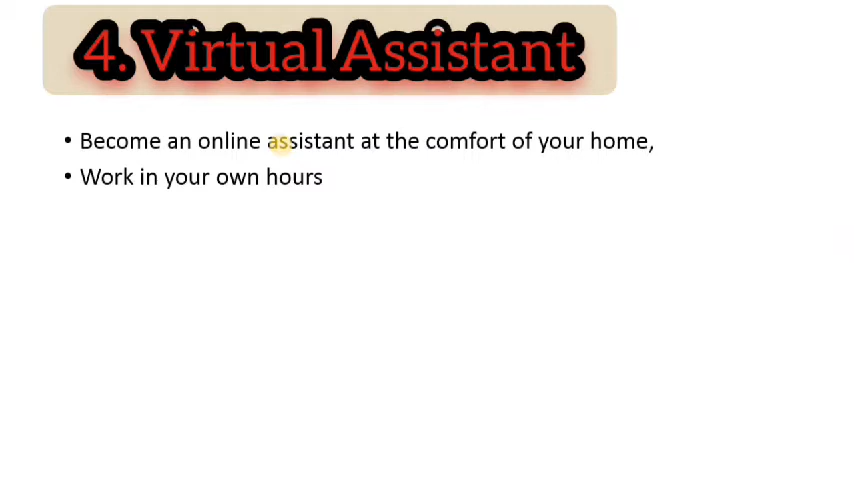 4. Virtual Assistant
• Become an online assistant at the comfort of your home,
• Work in your own hours